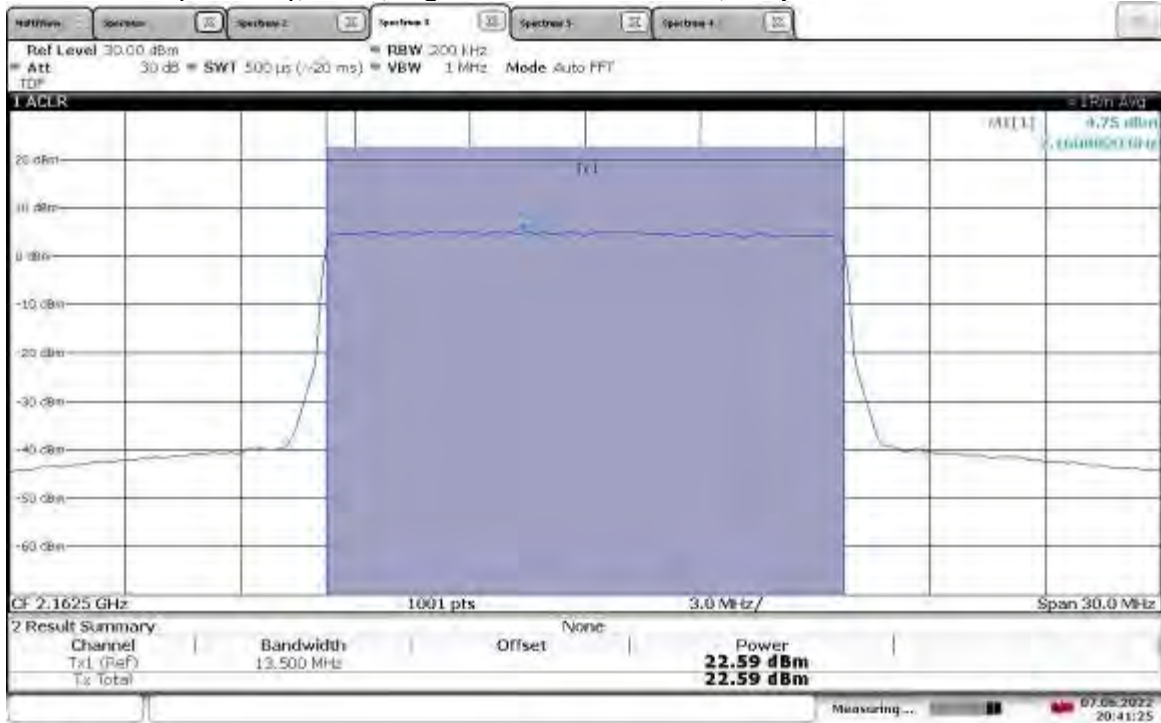 MultiView Spectrum Spectrum 2 Spectrum 3 Spectrum 5 Spectrum 4
Ref Level 30.00 dBm RBW 200 kHz
Att 30 dB SWT 500 µs (~20 ms) VBW 1 MHz Mode Auto FFT
TDF
1 ACLR 1Rm Avg
M1[1] 4.75 dBm
20 dBm
Tx1
10 dBm
0 dBm
-10 dBm
-20 dBm
-30 dBm
-40 dBm
-50 dBm
-60 dBm
CF 2.1625 GHz 1001 pts 3.0 MHz/ Span 30.0 MHz
2 Result Summary None
Channel Bandwidth Offset Power
Tx1 (Ref) 13.500 MHz 22.59 dBm
Tx Total 22.59 dBm
Measuring... 07.06.2022
20:41:25